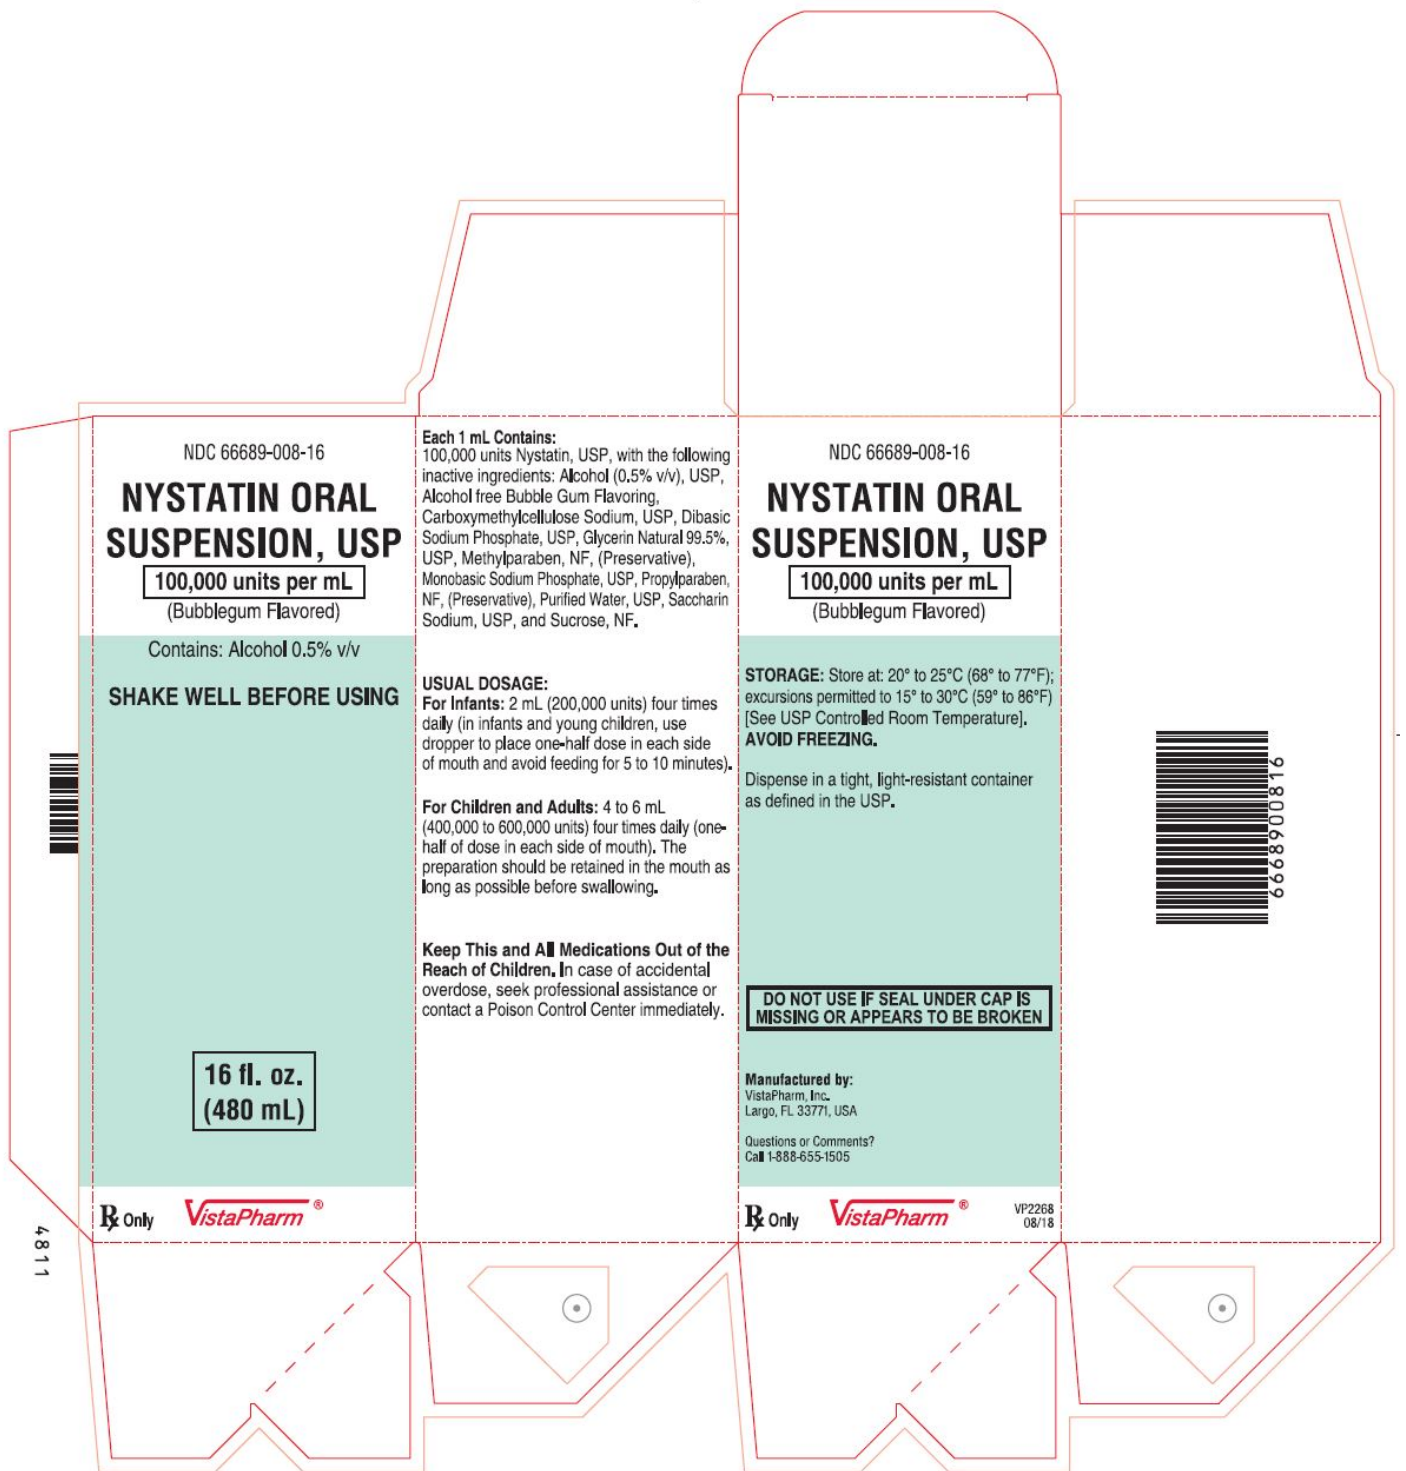 NDC 66689-008-16
NYSTATIN ORAL
SUSPENSION, USP
100,000 units per mL
(Bubblegum Flavored)
Contains: Alcohol 0.5% v/v
SHAKE WELL BEFORE USING
16 fl. oz.
(480 mL)
Rx Only
VistaPharm®
4811
Each 1 mL Contains:
100,000 units Nystatin, USP, with the following
inactive ingredients: Alcohol (0.5% v/v), USP,
Alcohol free Bubble Gum Flavoring,
Carboxymethylcellulose Sodium, USP, Dibasic
Sodium Phosphate, USP, Glycerin Natural 99.5%,
USP, Methylparaben, NF, (Preservative),
Monobasic Sodium Phosphate, USP, Propylparaben,
NF, (Preservative), Purified Water, USP, Saccharin
Sodium, USP, and Sucrose, NF.
USUAL DOSAGE:
For Infants: 2 mL (200,000 units) four times
daily (in infants and young children, use
dropper to place one-half dose in each side
of mouth and avoid feeding for 5 to 10 minutes).
For Children and Adults: 4 to 6 mL
(400,000 to 600,000 units) four times daily (one-
half of dose in each side of mouth). The
preparation should be retained in the mouth as
long as possible before swallowing.
Keep This and All Medications Out of the
Reach of Children. In case of accidental
overdose, seek professional assistance or
contact a Poison Control Center immediately.
NDC 66689-008-16
NYSTATIN ORAL
SUSPENSION, USP
100,000 units per mL
(Bubblegum Flavored)
STORAGE: Store at: 20° to 25°C (68° to 77°F);
excursions permitted to 15° to 30°C (59° to 86°F)
[See USP Controlled Room Temperature].
AVOID FREEZING.
Dispense in a tight, light-resistant container
as defined in the USP.
DO NOT USE IF SEAL UNDER CAP IS
MISSING OR APPEARS TO BE BROKEN
Manufactured by:
VistaPharm, Inc.
Largo, FL 33771, USA
Questions or Comments?
Call 1-888-655-1505
Rx Only
VistaPharm®
VP2268
08/18
6668900816